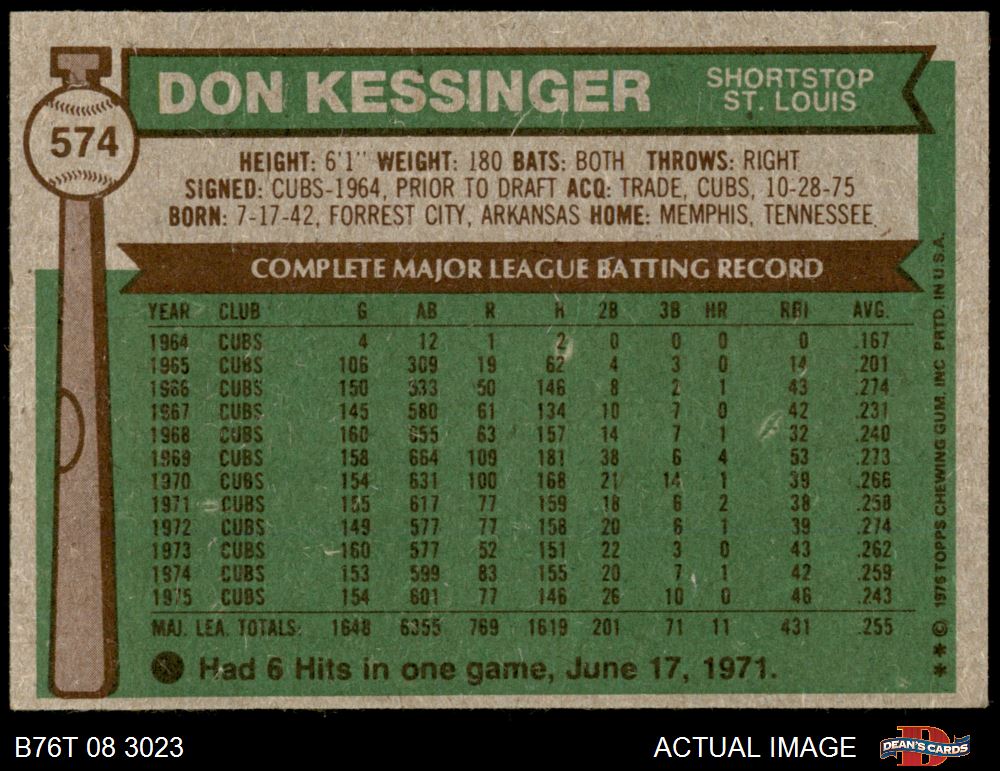 574
DON KESSINGER
SHORTSTOP
ST. LOUIS
HEIGHT: 6'1" WEIGHT: 180 BATS: BOTH THROWS: RIGHT
SIGNED: CUBS-1964, PRIOR TO DRAFT ACQ: TRADE, CUBS, 10-28-75
BORN: 7-17-42, FORREST CITY, ARKANSAS HOME: MEMPHIS, TENNESSEE
COMPLETE MAJOR LEAGUE BATTING RECORD
YEAR CLUB G AB R H 2B 3B HR RBI AVG.
1964 CUBS 4 12 1 2 0 0 0 0 .167
1965 CUBS 106 309 19 62 4 3 0 14 .201
1966 CUBS 150 533 50 146 8 2 1 43 .274
1967 CUBS 145 580 61 134 10 7 0 42 .231
1968 CUBS 160 655 63 157 14 7 1 32 .240
1969 CUBS 158 664 109 181 38 6 4 53 .273
1970 CUBS 154 631 100 168 21 14 1 39 .266
1971 CUBS 155 617 77 159 18 6 2 38 .258
1972 CUBS 149 577 77 158 20 6 1 39 .274
1973 CUBS 160 577 52 151 22 3 0 43 .262
1974 CUBS 153 599 83 155 20 7 1 42 .259
1975 CUBS 154 601 77 146 26 10 0 46 .243
MAJ. LEA. TOTALS: 1648 6355 769 1619 201 71 11 431 .255
Had 6 Hits in one game, June 17, 1971.
*** © 1976 TOPPS CHEWING GUM, INC PRTD. IN U.S.A.
B76T 08 3023
ACTUAL IMAGE
DEAN'S CARDS